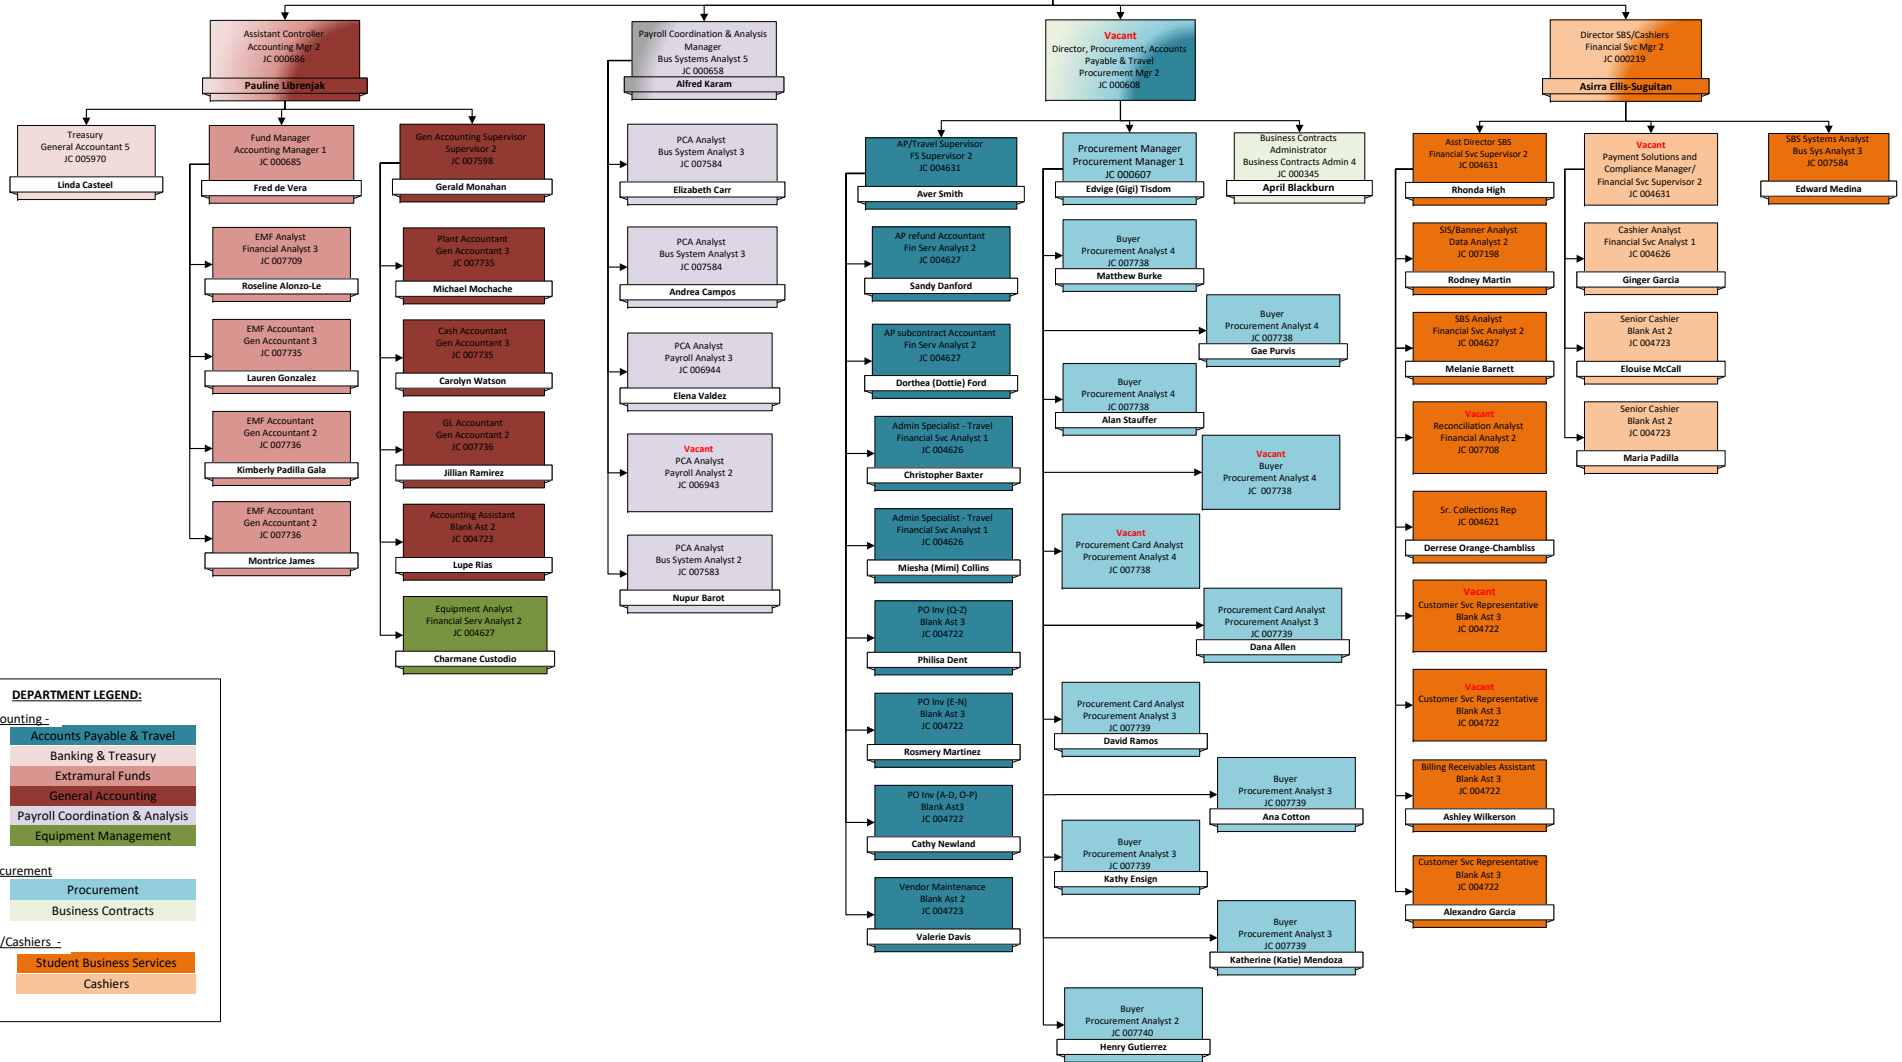 Assistant Controller
Accounting Mgr 2
JC 000686
Pauline Librenjak
Payroll Coordination & Analysis
Manager
Bus Systems Analyst 5
JC 000658
Alfred Karam
Vacant
Director, Procurement, Accounts
Payable & Travel
Procurement Mgr 2
JC 000608
Director SBS/Cashiers
Financial Svc Mgr 2
JC 000219
Asirra Ellis-Suguitan
Treasury
General Accountant 5
JC 005970
Linda Casteel
Fund Manager
Accounting Manager 1
JC 000685
Fred de Vera
EMF Analyst
Financial Analyst 3
JC 007709
Roseline Alonzo-Le
EMF Accountant
Gen Accountant 3
JC 007735
Lauren Gonzalez
EMF Accountant
Gen Accountant 2
JC 007736
Kimberly Padilla Gala
EMF Accountant
Gen Accountant 2
JC 007736
Montrice James
Gen Accounting Supervisor
Supervisor 2
JC 007598
Gerald Monahan
Plant Accountant
Gen Accountant 3
JC 007735
Michael Mochache
Cash Accountant
Gen Accountant 3
JC 007735
Carolyn Watson
GL Accountant
Gen Accountant 2
JC 007736
Jillian Ramirez
Accounting Assistant
Blank Ast 2
JC 004723
Lupe Rias
Equipment Analyst
Financial Serv Analyst 2
JC 004627
Charmane Custodio
PCA Analyst
Bus System Analyst 3
JC 007584
Elizabeth Carr
PCA Analyst
Bus System Analyst 3
JC 007584
Andrea Campos
PCA Analyst
Payroll Analyst 3
JC 006944
Elena Valdez
Vacant
PCA Analyst
Payroll Analyst 2
JC 006943
PCA Analyst
Bus System Analyst 2
JC 007583
Nupur Barot
AP/Travel Supervisor
FS Supervisor 2
JC 004631
Aver Smith
AP refund Accountant
Fin Serv Analyst 2
JC 004627
Sandy Danford
AP subcontract Accountant
Fin Serv Analyst 2
JC 004627
Dorthea (Dottie) Ford
Admin Specialist - Travel
Financial Svc Analyst 1
JC 004626
Christopher Baxter
Admin Specialist - Travel
Financial Svc Analyst 1
JC 004626
Miesha (Mimi) Collins
PO Inv (Q-Z)
Blank Ast 3
JC 004722
Philisa Dent
PO Inv (E-N)
Blank Ast 3
JC 004722
Rosmery Martinez
PO Inv (A-D, O-P)
Blank Ast3
JC 004722
Cathy Newland
Vendor Maintenance
Blank Ast 2
JC 004723
Valerie Davis
Procurement Manager
Procurement Manager 1
JC 000607
Edvige (Gigi) Tisdom
Buyer
Procurement Analyst 4
JC 007738
Matthew Burke
Buyer
Procurement Analyst 4
JC 007738
Gae Purvis
Buyer
Procurement Analyst 4
JC 007738
Alan Stauffer
Vacant
Buyer
Procurement Analyst 4
JC 007738
Vacant
Procurement Card Analyst
Procurement Analyst 4
JC 007738
Procurement Card Analyst
Procurement Analyst 3
JC 007739
Dana Allen
Procurement Card Analyst
Procurement Analyst 3
JC 007739
David Ramos
Buyer
Procurement Analyst 3
JC 007739
Ana Cotton
Buyer
Procurement Analyst 3
JC 007739
Kathy Ensign
Buyer
Procurement Analyst 3
JC 007739
Katherine (Katie) Mendoza
Buyer
Procurement Analyst 2
JC 007740
Henry Gutierrez
Business Contracts
Administrator
Business Contracts Admin 4
JC 000345
April Blackburn
Asst Director SBS
Financial Svc Supervisor 2
JC 004631
Rhonda High
SIS/Banner Analyst
Data Analyst 2
JC 007198
Rodney Martin
SBS Analyst
Financial Svc Analyst 2
JC 004627
Melanie Barnett
Vacant
Reconciliation Analyst
Financial Analyst 2
JC 007708
Sr. Collections Rep
JC 004621
Derrese Orange-Chambliss
Vacant
Customer Svc Representative
Blank Ast 3
JC 004722
Vacant
Customer Svc Representative
Blank Ast 3
JC 004722
Billing Receivables Assistant
Blank Ast 3
JC 004722
Ashley Wilkerson
Customer Svc Representative
Blank Ast 3
JC 004722
Alexandro Garcia
Vacant
Payment Solutions and
Compliance Manager/
Financial Svc Supervisor 2
JC 004631
Cashier Analyst
Financial Svc Analyst 1
JC 004626
Ginger Garcia
Senior Cashier
Blank Ast 2
JC 004723
Elouise McCall
Senior Cashier
Blank Ast 2
JC 004723
Maria Padilla
SBS Systems Analyst
Bus Sys Analyst 3
JC 007584
Edward Medina
DEPARTMENT LEGEND:
ounting -
Accounts Payable & Travel
Banking & Treasury
Extramural Funds
General Accounting
Payroll Coordination & Analysis
Equipment Management
curement
Procurement
Business Contracts
/Cashiers -
Student Business Services
Cashiers